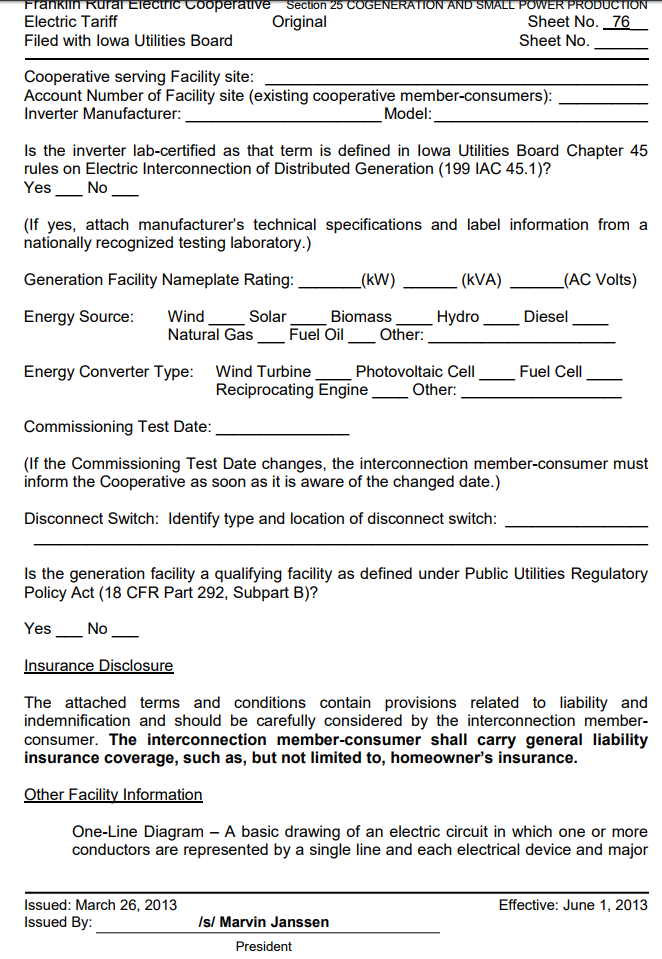 Franklin Rural Electric Cooperative Section 25 COGENERATION AND SMALL POWER PRODUCTION
Electric Tariff Original Sheet No. _76__
Filed with Iowa Utilities Board Sheet No. ______
Cooperative serving Facility site: ____________________
Account Number of Facility site (existing cooperative member-consumers): ________
Inverter Manufacturer: ____________________ Model: ____________________
Is the inverter lab-certified as that term is defined in Iowa Utilities Board Chapter 45
rules on Electric Interconnection of Distributed Generation (199 IAC 45.1)?
Yes ___ No ___
(If yes, attach manufacturer's technical specifications and label information from a
nationally recognized testing laboratory.)
Generation Facility Nameplate Rating: _______(kW) ______ (kVA) ______(AC Volts)
Energy Source: Wind ____ Solar ____ Biomass ____ Hydro ____ Diesel ____
Natural Gas ___ Fuel Oil ___ Other: ____________________
Energy Converter Type: Wind Turbine ____ Photovoltaic Cell ____ Fuel Cell ____
Reciprocating Engine ____ Other: __________________
Commissioning Test Date: _______________
(If the Commissioning Test Date changes, the interconnection member-consumer must
inform the Cooperative as soon as it is aware of the changed date.)
Disconnect Switch: Identify type and location of disconnect switch: ________________
____________________
Is the generation facility a qualifying facility as defined under Public Utilities Regulatory
Policy Act (18 CFR Part 292, Subpart B)?
Yes ___ No ___
Insurance Disclosure
The attached terms and conditions contain provisions related to liability and
indemnification and should be carefully considered by the interconnection member-
consumer. The interconnection member-consumer shall carry general liability
insurance coverage, such as, but not limited to, homeowner's insurance.
Other Facility Information
One-Line Diagram – A basic drawing of an electric circuit in which one or more
conductors are represented by a single line and each electrical device and major
Issued: March 26, 2013 Effective: June 1, 2013
Issued By: /s/ Marvin Janssen
President